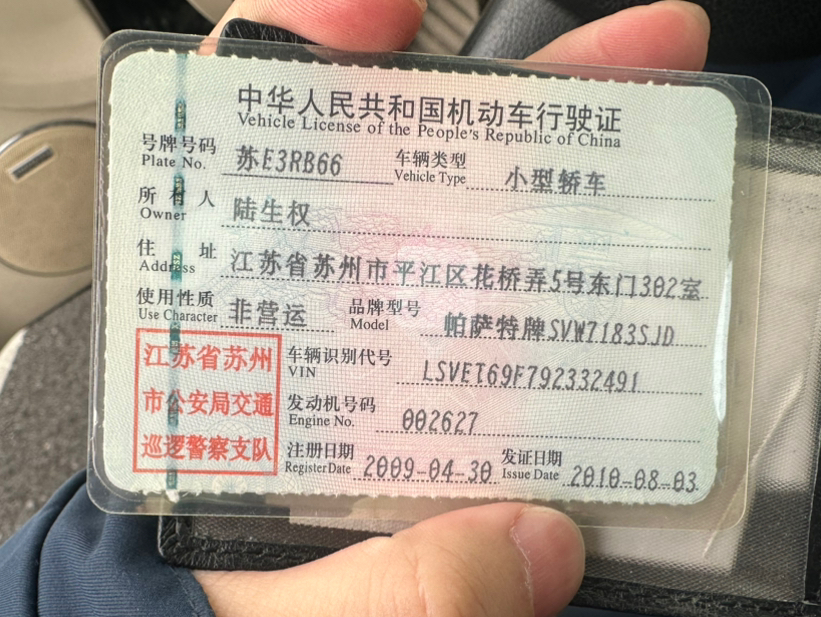 中华人民共和国机动车行驶证
Vehicle License of the People's Republic of China
号牌号码 苏E3RB66 车辆类型 小型轿车
Plate No. Vehicle Type
所有人 陆生权
Owner
住址 江苏省苏州市平江区花桥弄5号东门302室
Address
使用性质 非营运 品牌型号 帕萨特牌SVW7183SJD
Use Character Model
江苏省苏州
市公安局交通
巡逻警察支队
车辆识别代号 LSVET69F792332491
VIN
发动机号码 002627
Engine No.
注册日期 2009-04-30 发证日期 2010-08-03
Register Date Issue Date